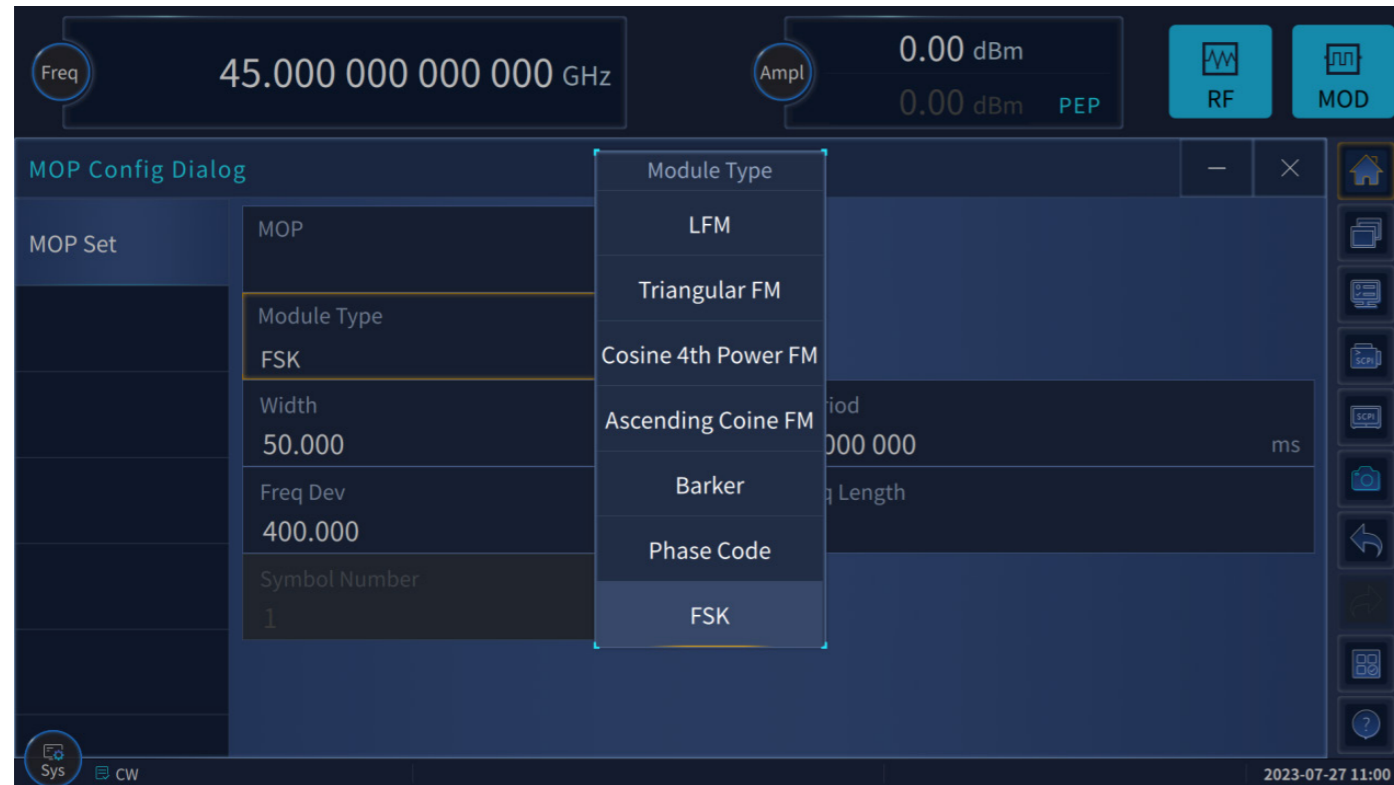 Freq
45.000 000 000 000 GHz
Ampl
0.00 dBm
0.00 dBm PEP
RF
MOD
MOP Config Dialog
Module Type
MOP Set
MOP
LFM
Triangular FM
Module Type
FSK
Cosine 4th Power FM
Width
50.000
Ascending Coine FM
iod
000 000
ms
Barker
Freq Dev
400.000
q Length
Phase Code
Symbol Number
1
FSK
SCPI
SCPI
?
Sys
CW
2023-07-27 11:00